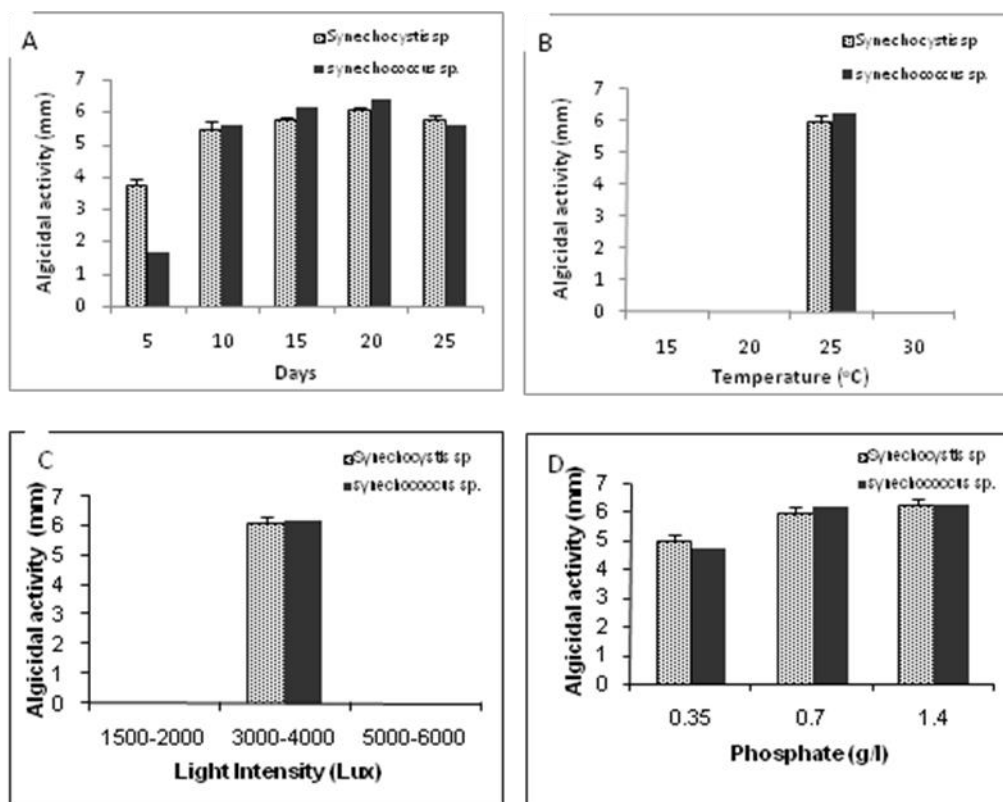 A
Synechocystis sp
synechococcus sp.
Algicidal activity (mm)
7
6
5
4
3
2
1
0
5 10 15 20 25
Days
B
Synechocystis sp
synechococcus sp.
Algicidal activity (mm)
7
6
5
4
3
2
1
0
15 20 25 30
Temperature (°C)
C
Synechocystis sp
synechococcus sp.
Algicidal activity (mm)
7
6
5
4
3
2
1
0
1500-2000 3000-4000 5000-6000
Light Intensity (Lux)
D
Synechocystis sp
synechococcus sp.
Algicidal activity (mm)
7
6
5
4
3
2
1
0
0.35 0.7 1.4
Phosphate (g/l)